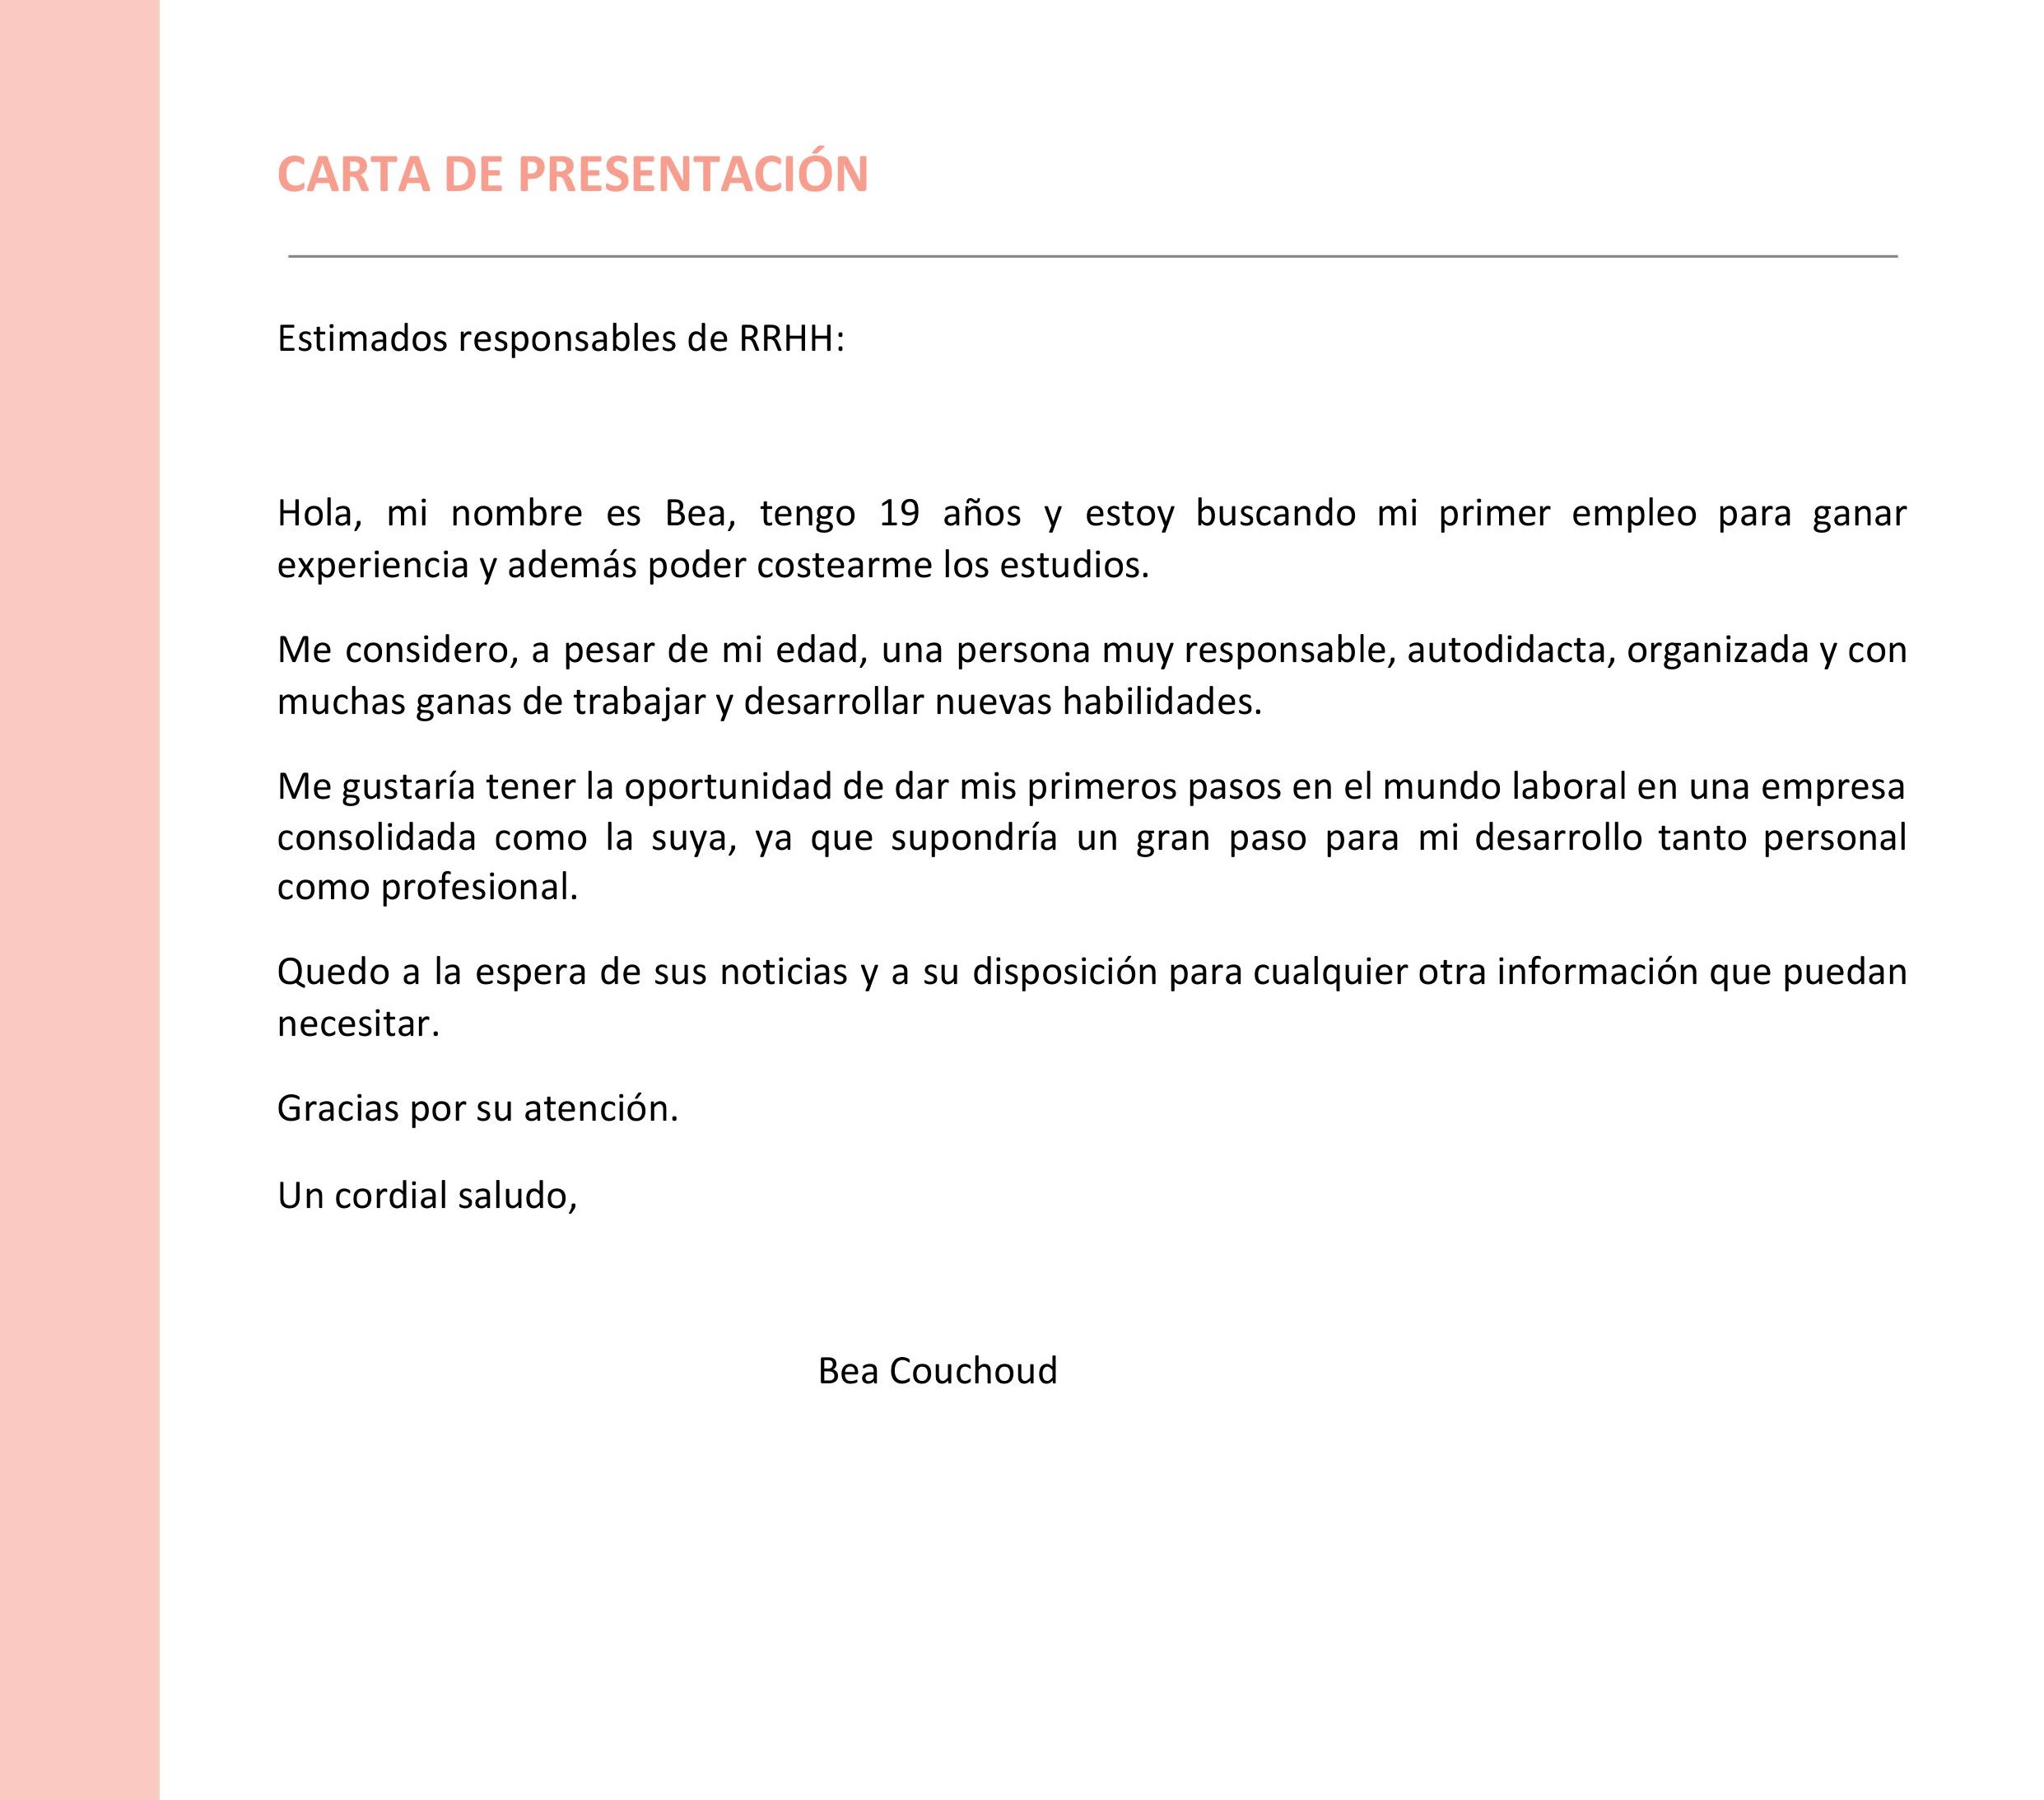 CARTA DE PRESENTACIÓN
Estimados responsables de RRHH:
Hola, mi nombre es Bea, tengo 19 años y estoy buscando mi primer empleo para ganar
experiencia y además poder costearme los estudios.
Me considero, a pesar de mi edad, una persona muy responsable, autodidacta, organizada y con
muchas ganas de trabajar y desarrollar nuevas habilidades.
Me gustaría tener la oportunidad de dar mis primeros pasos en el mundo laboral en una empresa
consolidada como la suya, ya que supondría un gran paso para mi desarrollo tanto personal
como profesional.
Quedo a la espera de sus noticias y a su disposición para cualquier otra información que puedan
necesitar.
Gracias por su atención.
Un cordial saludo,
Bea Couchoud